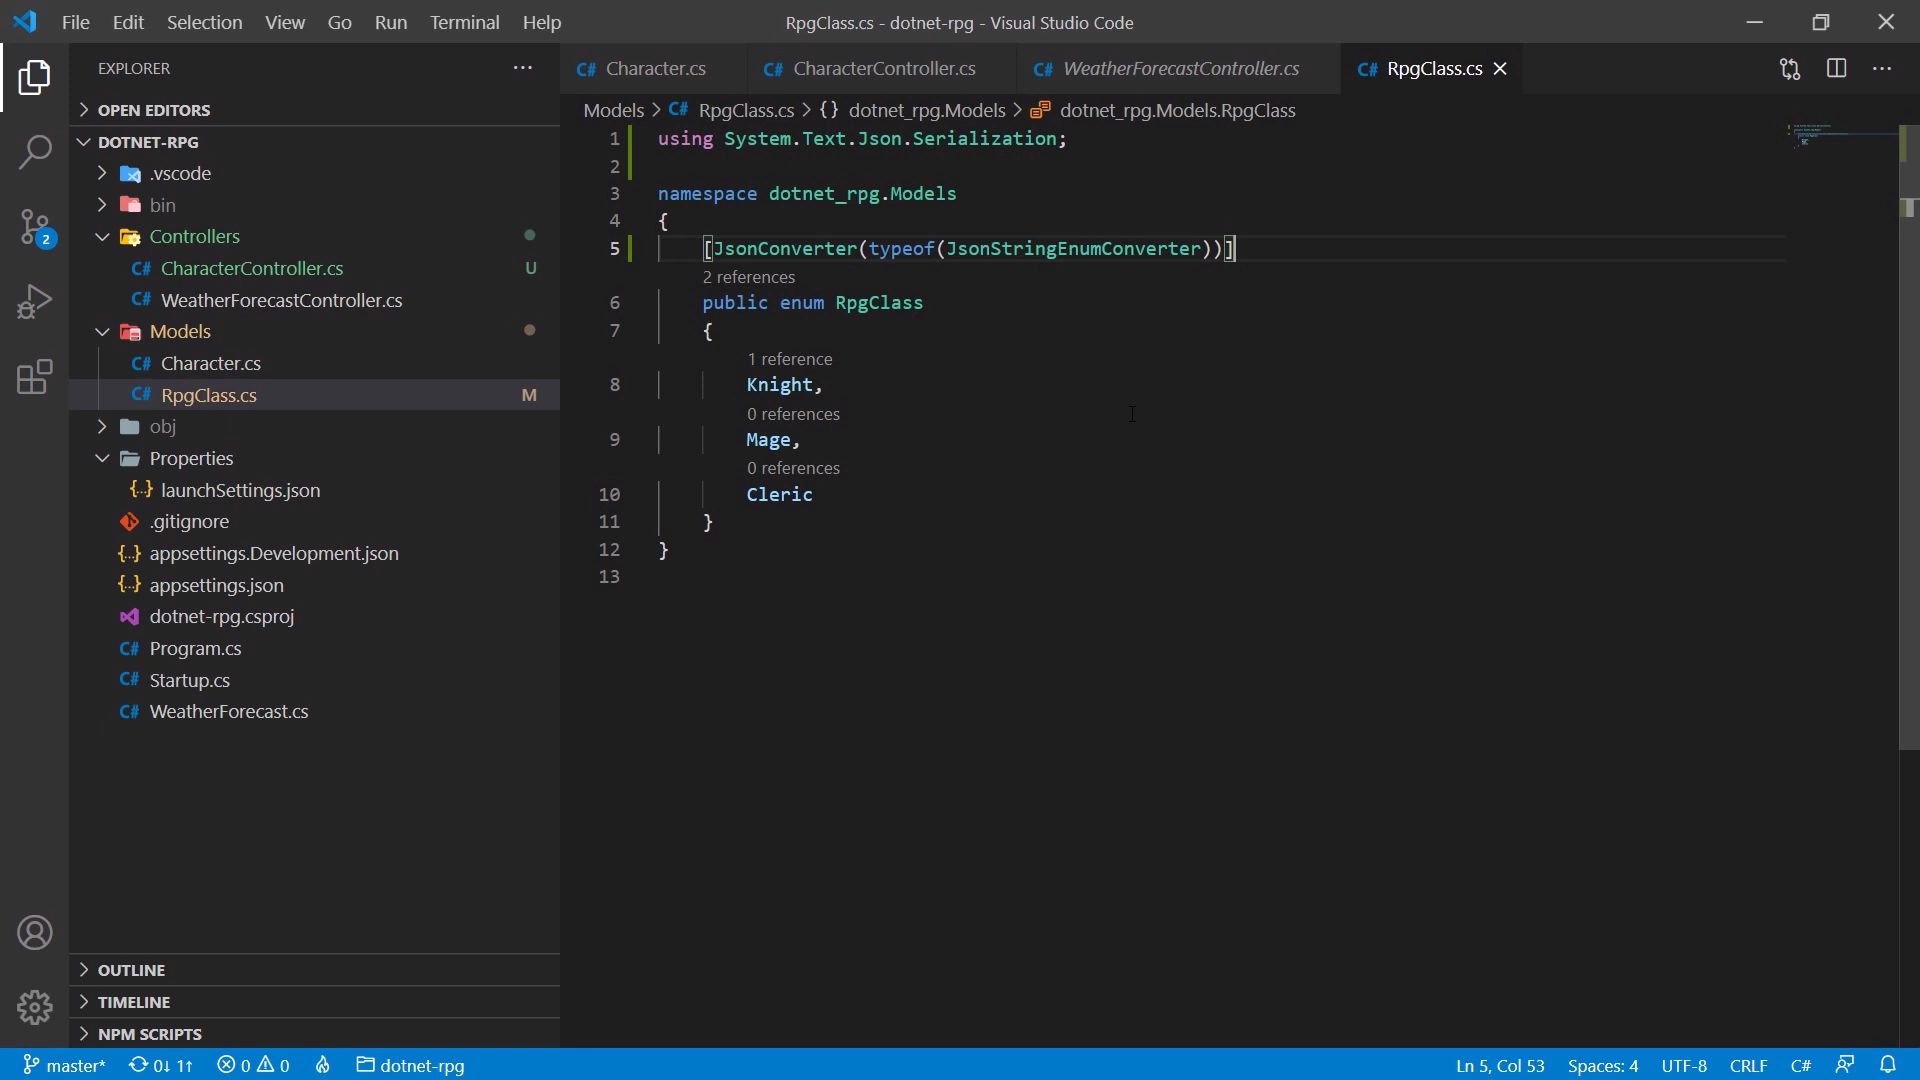 File Edit Selection View Go Run Terminal Help
RpgClass.cs - dotnet-rpg - Visual Studio Code
EXPLORER
OPEN EDITORS
DOTNET-RPG
.vscode
bin
Controllers
C# CharacterController.cs U
C# WeatherForecastController.cs
Models
C# Character.cs
C# RpgClass.cs M
obj
Properties
{..} launchSettings.json
.gitignore
{..} appsettings.Development.json
{..} appsettings.json
dotnet-rpg.csproj
C# Program.cs
C# Startup.cs
C# WeatherForecast.cs
OUTLINE
TIMELINE
NPM SCRIPTS
2
C# Character.cs C# CharacterController.cs C# WeatherForecastController.cs C# RpgClass.cs
Models > C# RpgClass.cs > {} dotnet_rpg.Models > dotnet_rpg.Models.RpgClass
1 using System.Text.Json.Serialization;
2
3 namespace dotnet_rpg.Models
4 {
5 [JsonConverter(typeof(JsonStringEnumConverter))]
2 references
6 public enum RpgClass
7 {
1 reference
8 Knight,
0 references
9 Mage,
0 references
10 Cleric
11 }
12 }
13
master* 0↓ 1↑ 0 0 dotnet-rpg Ln 5, Col 53 Spaces: 4 UTF-8 CRLF C#